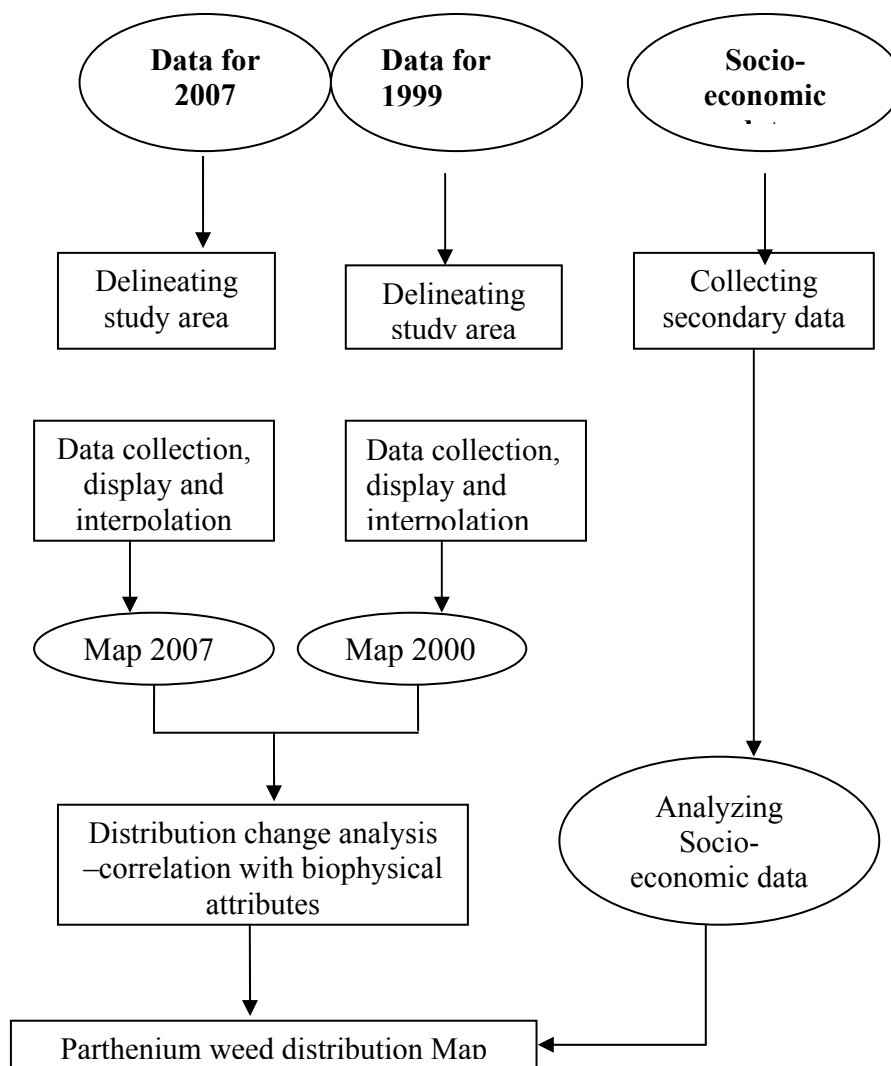 Data for
2007
Data for
1999
Socio-
economic
Delineating
study area
Delineating
study area
Collecting
secondary data
Data collection,
display and
interpolation
Data collection,
display and
interpolation
Map 2007
Map 2000
Distribution change analysis
–correlation with biophysical
attributes
Analyzing
Socio-
economic data
Parthenium weed distribution Map